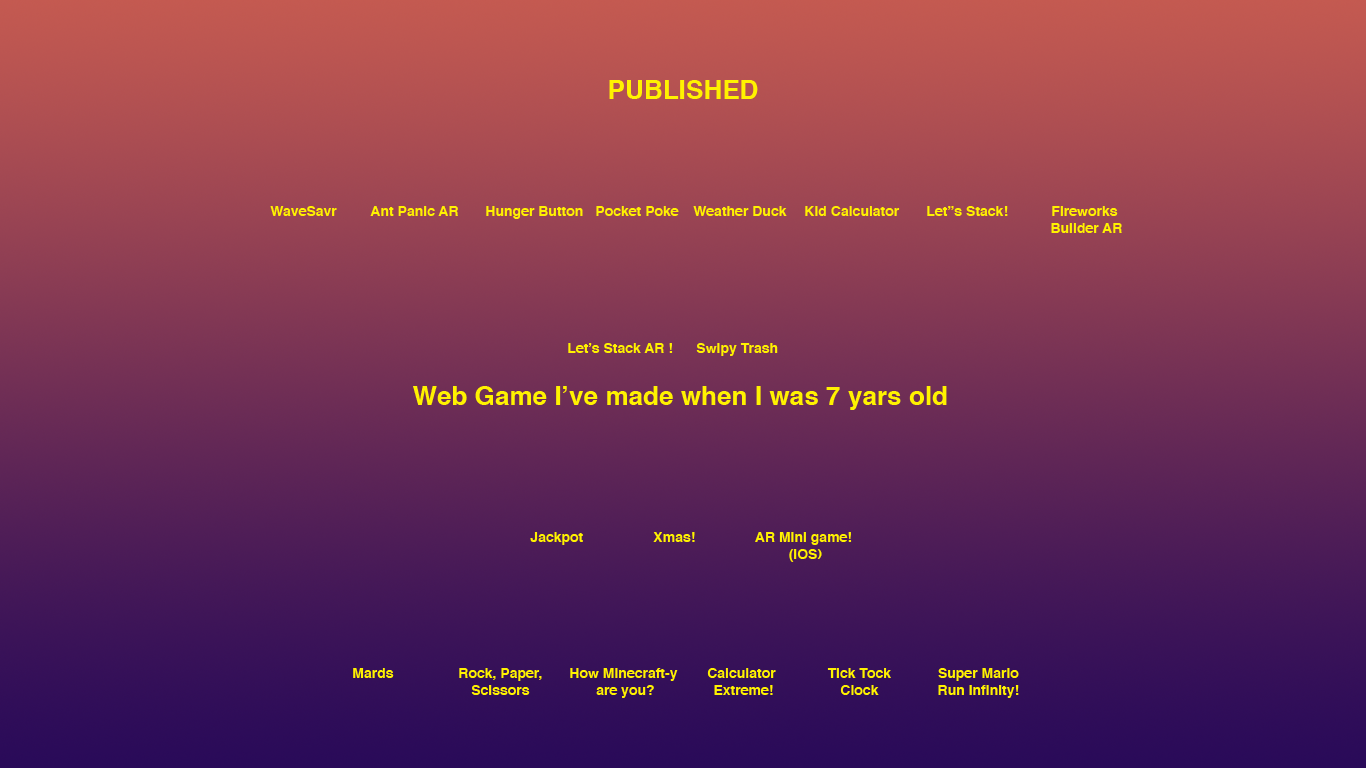 PUBLISHED
WaveSavr Ant Panic AR Hunger Button Pocket Poke Weather Duck Kid Calculator Let”s Stack! Fireworks
Builder AR
Let’s Stack AR ! Swipy Trash
Web Game I’ve made when I was 7 yars old
Jackpot Xmas! AR Mini game!
(iOS)
Mards Rock, Paper, How Minecraft-y Calculator Tick Tock Super Mario
Scissors are you? Extreme! Clock Run Infinity!